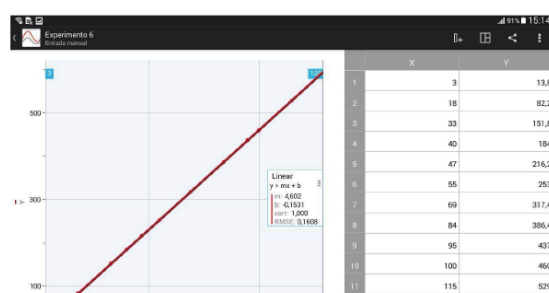 91% 15:14
Experimento 6
Entrada manual
X Y
1 3 13,8
2 18 82,2
3 33 151,8
4 40 184
5 47 216,2
6 55 253
7 69 317,4
8 84 386,4
9 95 437
10 100 460
11 115 529
500
y
300
100
Linear
y = mx + b
m: 4,602
b: -0,1531
corr: 1,000
RMSE: 0,1608